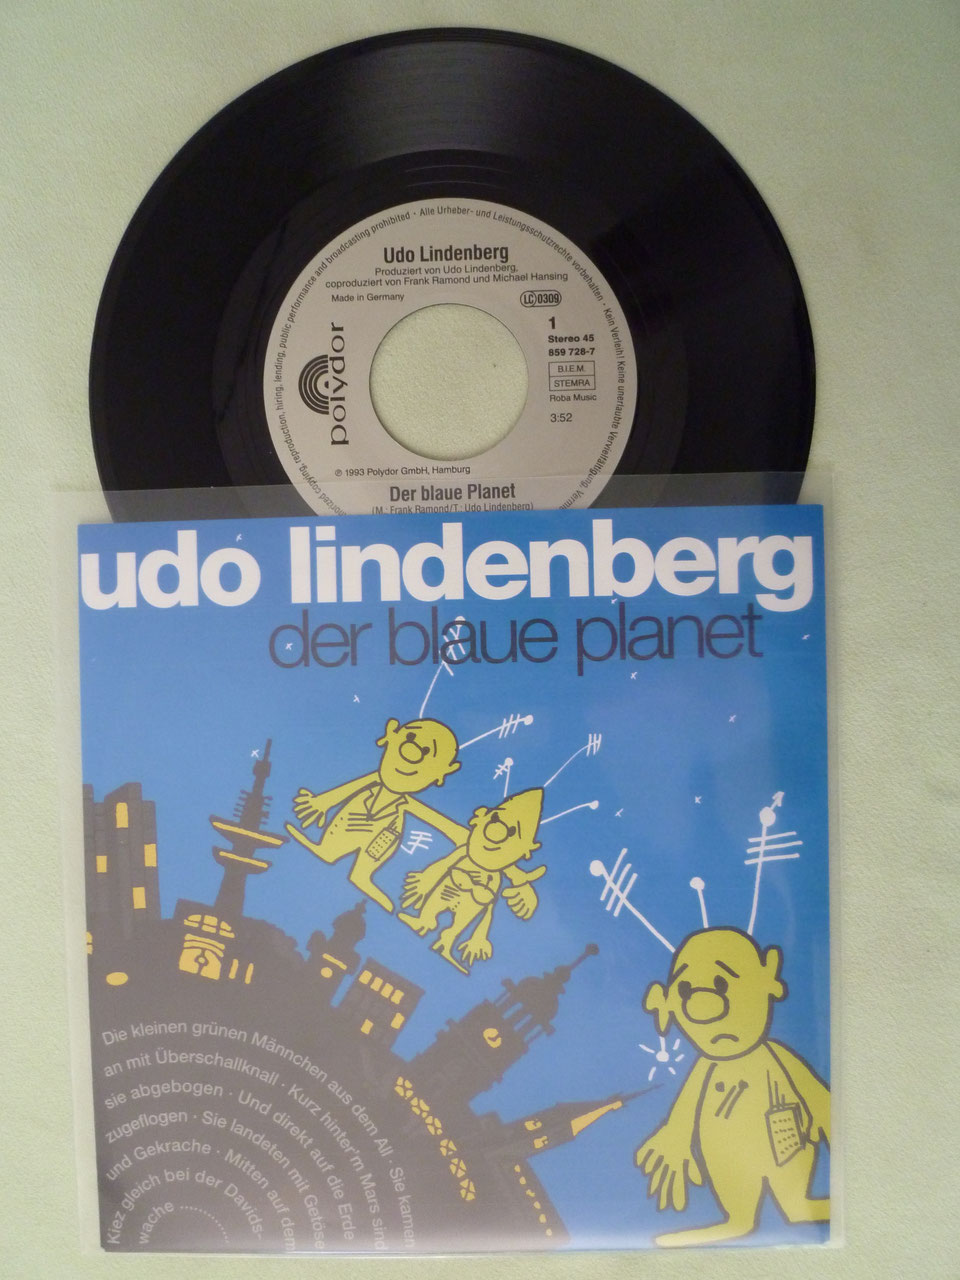 · Alle Urheber- und Leistungsschutzrechte vorbehalten · Kein Verleih! Keine unerlaubte Vervielfältigung,
copying, reproduction, hiring, lending, public performance and broadcasting prohibited
Udo Lindenberg
Produziert von Udo Lindenberg,
coproduziert von Frank Ramond und Michael Hansing
Made in Germany
LC 0309
1
Stereo 45
859 728-7
B.I.E.M.
STEMRA
Roba Music
3:52
polydor
℗ 1993 Polydor GmbH, Hamburg
Der blaue Planet
(M.: Frank Ramond/T.: Udo Lindenberg)
udo lindenberg
der blaue planet
Die kleinen grünen Männchen aus dem All · Sie kamen
an mit Überschallknall · Kurz hinter'm Mars sind
sie abgebogen · Und direkt auf die Erde
zugeflogen · Sie landeten mit Getöse
und Gekrache · Mitten auf dem
Kiez gleich bei der Davids-
wache ............